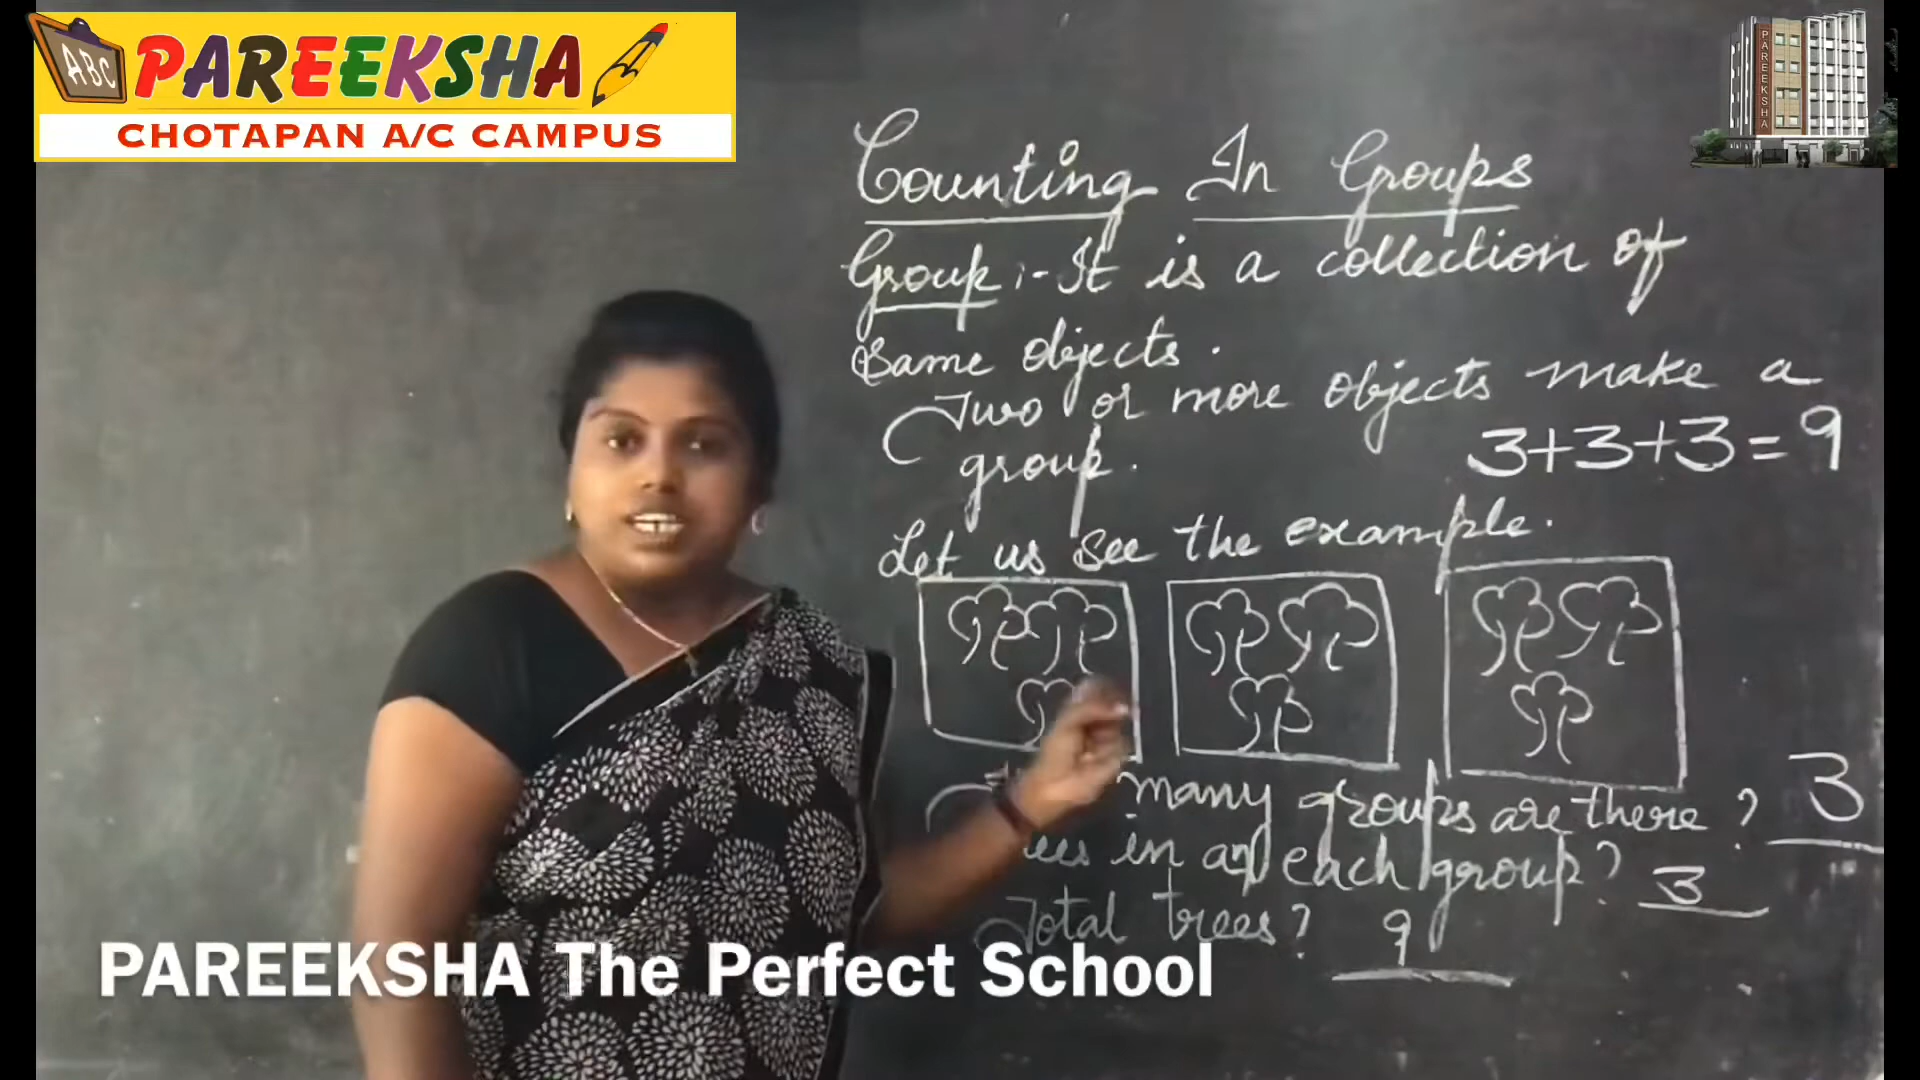 ABC
PAREEKSHA
CHOTAPAN A/C CAMPUS
PAREEKSHA
Counting In Groups
Group :- It is a collection of
Same objects.
Two or more objects make a
group.
3+3+3=9
Let us see the example.
many groups are there? 3
in an each group? 3
Total trees? 9
PAREEKSHA The Perfect School